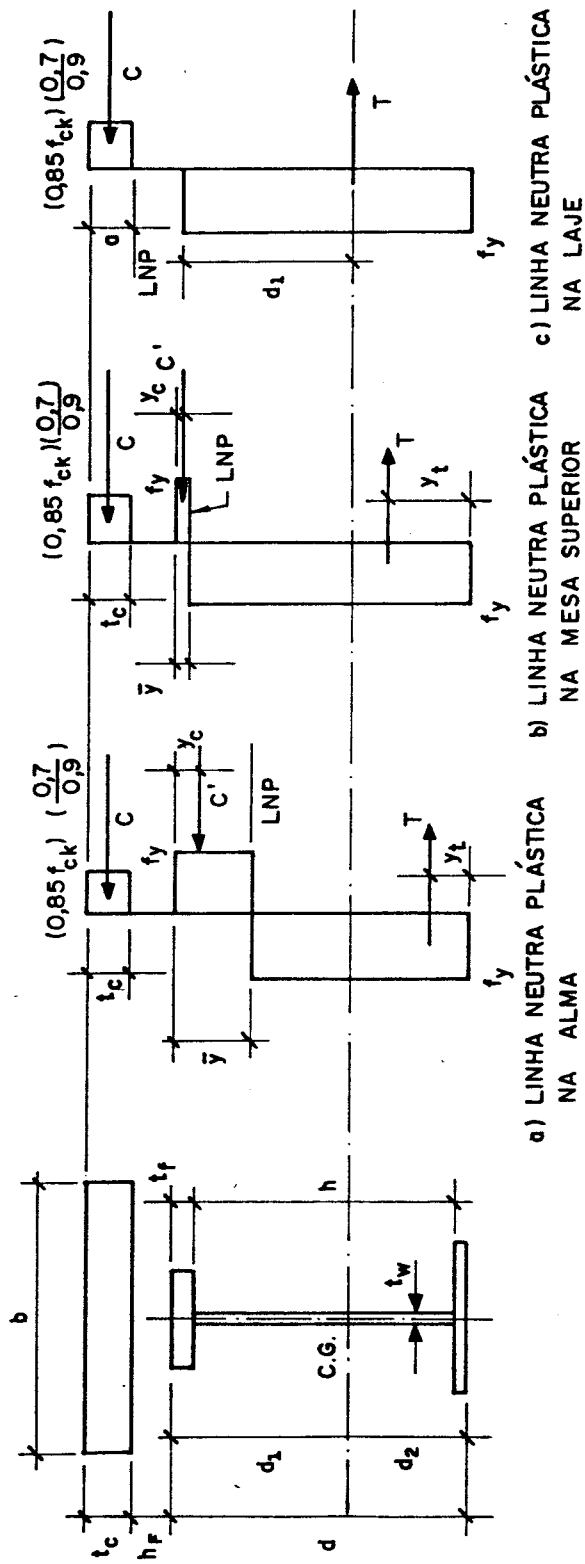 b
t_c
h_F
d
d_1
d_2
t_f
h
t_w
C.G.
(0,85 f_ck) (0,7/0,9)
C
t_c
f_y
y_c
C'
ȳ
LNP
T
y_t
f_y
a) LINHA NEUTRA PLÁSTICA
NA ALMA
(0,85 f_ck) (0,7/0,9)
C
t_c
f_y
y_c
C'
ȳ
LNP
T
y_t
f_y
b) LINHA NEUTRA PLÁSTICA
NA MESA SUPERIOR
(0,85 f_ck) (0,7/0,9)
C
a
LNP
d_1
T
f_y
c) LINHA NEUTRA PLÁSTICA
NA LAJE